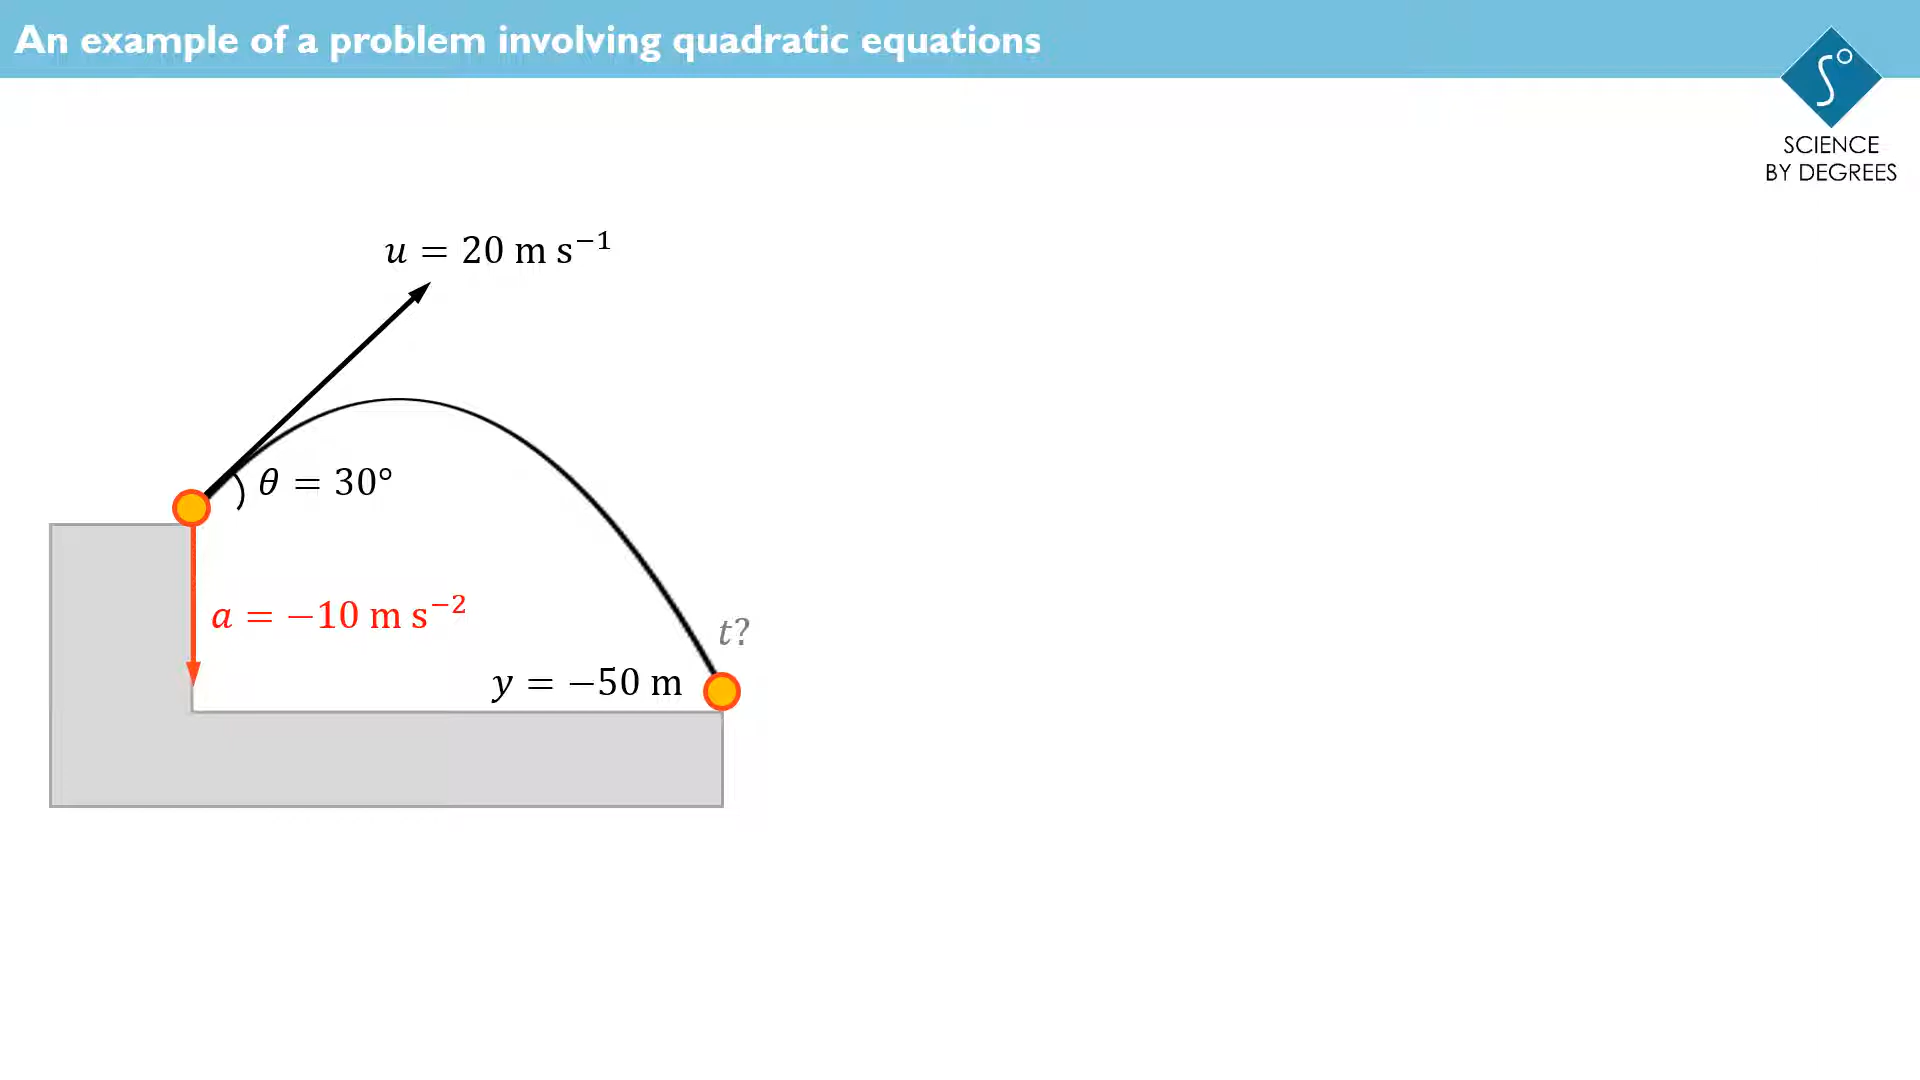 An example of a problem involving quadratic equations
SCIENCE
BY DEGREES
u = 20 m s⁻¹
θ = 30°
a = −10 m s⁻²
t?
y = −50 m